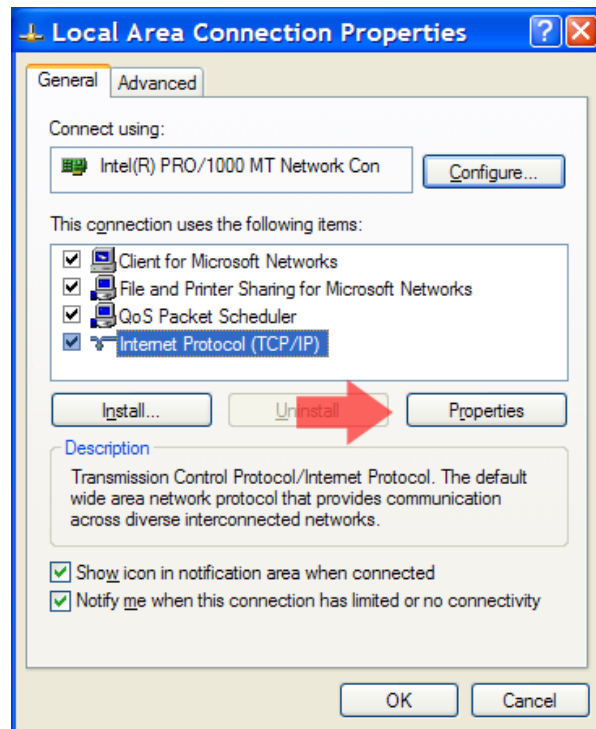 Local Area Connection Properties
General
Advanced
Connect using:
Intel(R) PRO/1000 MT Network Con
Configure...
This connection uses the following items:
Client for Microsoft Networks
File and Printer Sharing for Microsoft Networks
QoS Packet Scheduler
Internet Protocol (TCP/IP)
Install...
Uninstall
Properties
Description
Transmission Control Protocol/Internet Protocol. The default
wide area network protocol that provides communication
across diverse interconnected networks.
Show icon in notification area when connected
Notify me when this connection has limited or no connectivity
OK
Cancel